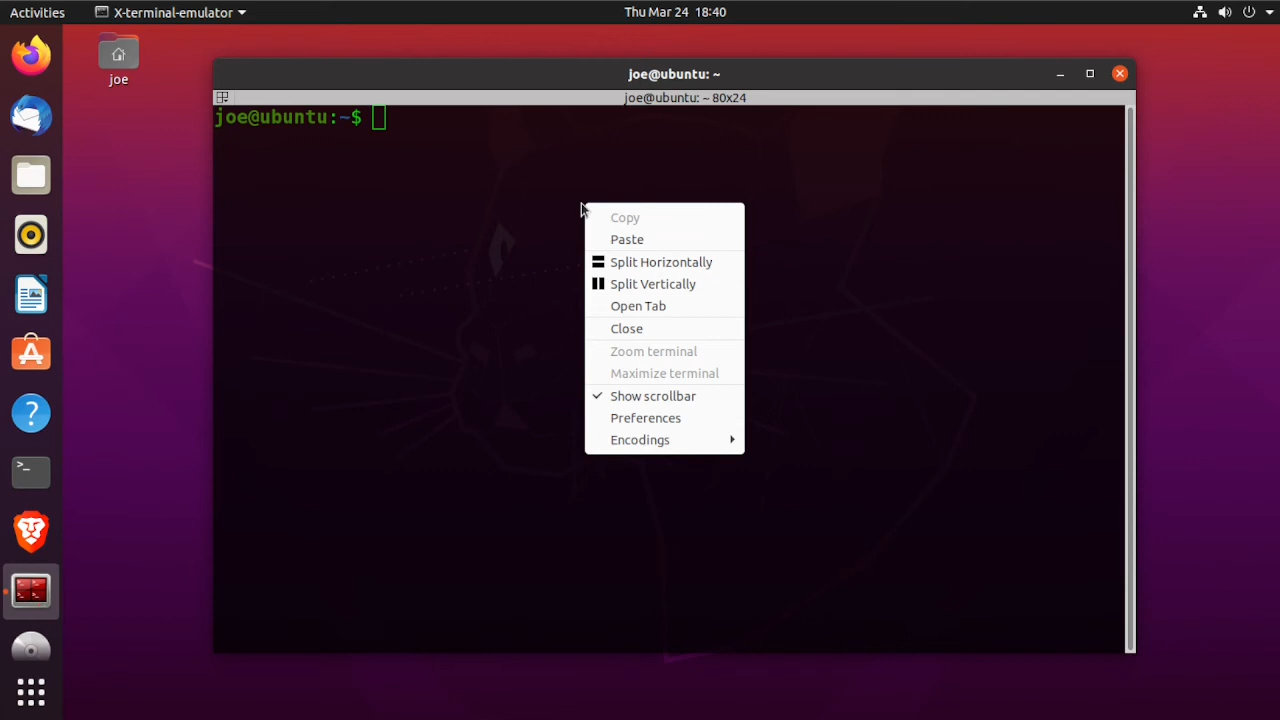 Activities X-terminal-emulator Thu Mar 24 18:40
joe
joe@ubuntu: ~
joe@ubuntu: ~ 80x24
joe@ubuntu:~$
Copy
Paste
Split Horizontally
Split Vertically
Open Tab
Close
Zoom terminal
Maximize terminal
Show scrollbar
Preferences
Encodings